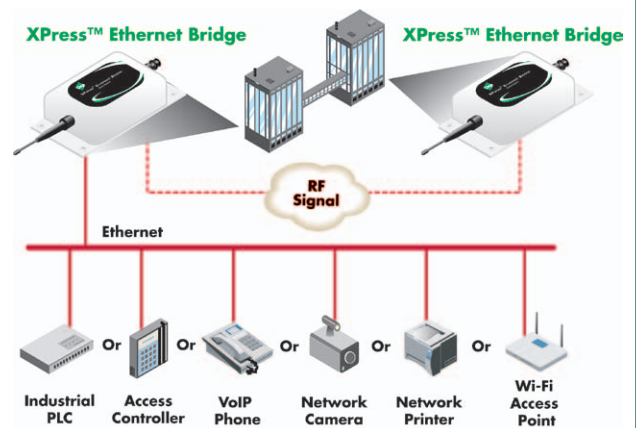 XPress™ Ethernet Bridge
XPress™ Ethernet Bridge
RF
Signal
Ethernet
Or
Or
Or
Or
Or
Industrial
PLC
Access
Controller
VoIP
Phone
Network
Camera
Network
Printer
Wi-Fi
Access
Point